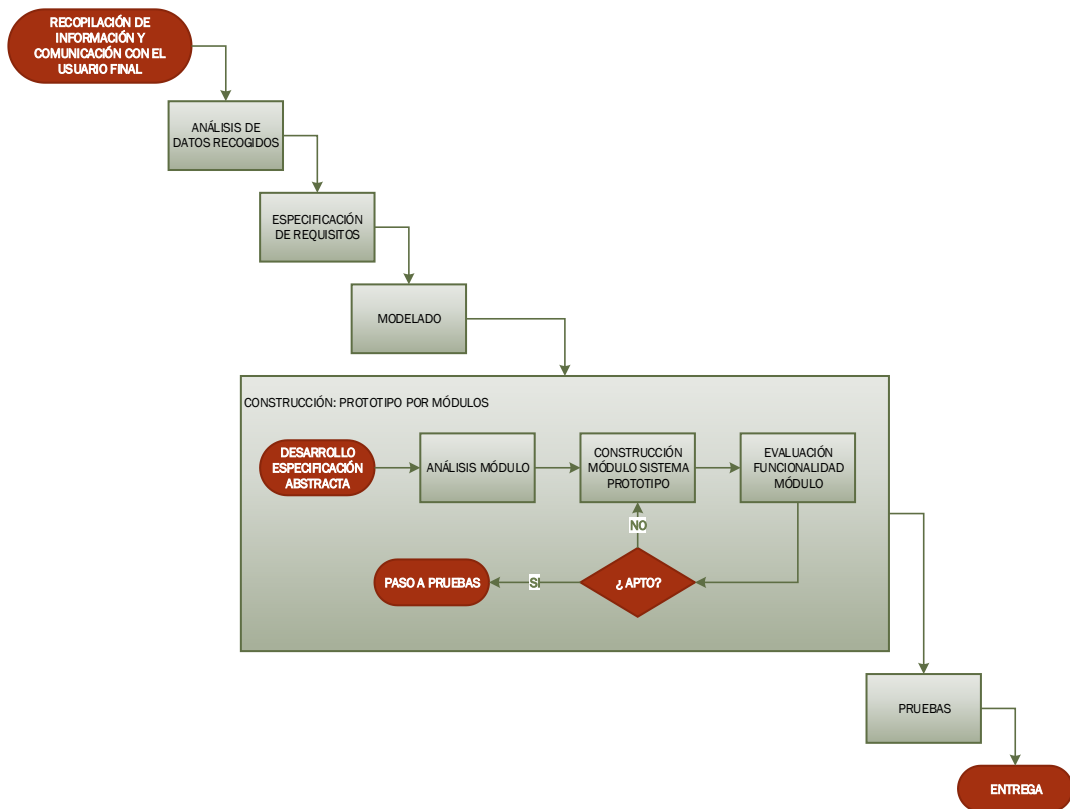 RECOPILACIÓN DE
INFORMACIÓN Y
COMUNICACIÓN CON EL
USUARIO FINAL
ANÁLISIS DE
DATOS RECOGIDOS
ESPECIFICACIÓN
DE REQUISITOS
MODELADO
CONSTRUCCIÓN: PROTOTIPO POR MÓDULOS
DESARROLLO
ESPECIFICACIÓN
ABSTRACTA
ANÁLISIS MÓDULO
CONSTRUCCIÓN
MÓDULO SISTEMA
PROTOTIPO
EVALUACIÓN
FUNCIONALIDAD
MÓDULO
NO
PASO A PRUEBAS
SI
¿ APTO?
PRUEBAS
ENTREGA